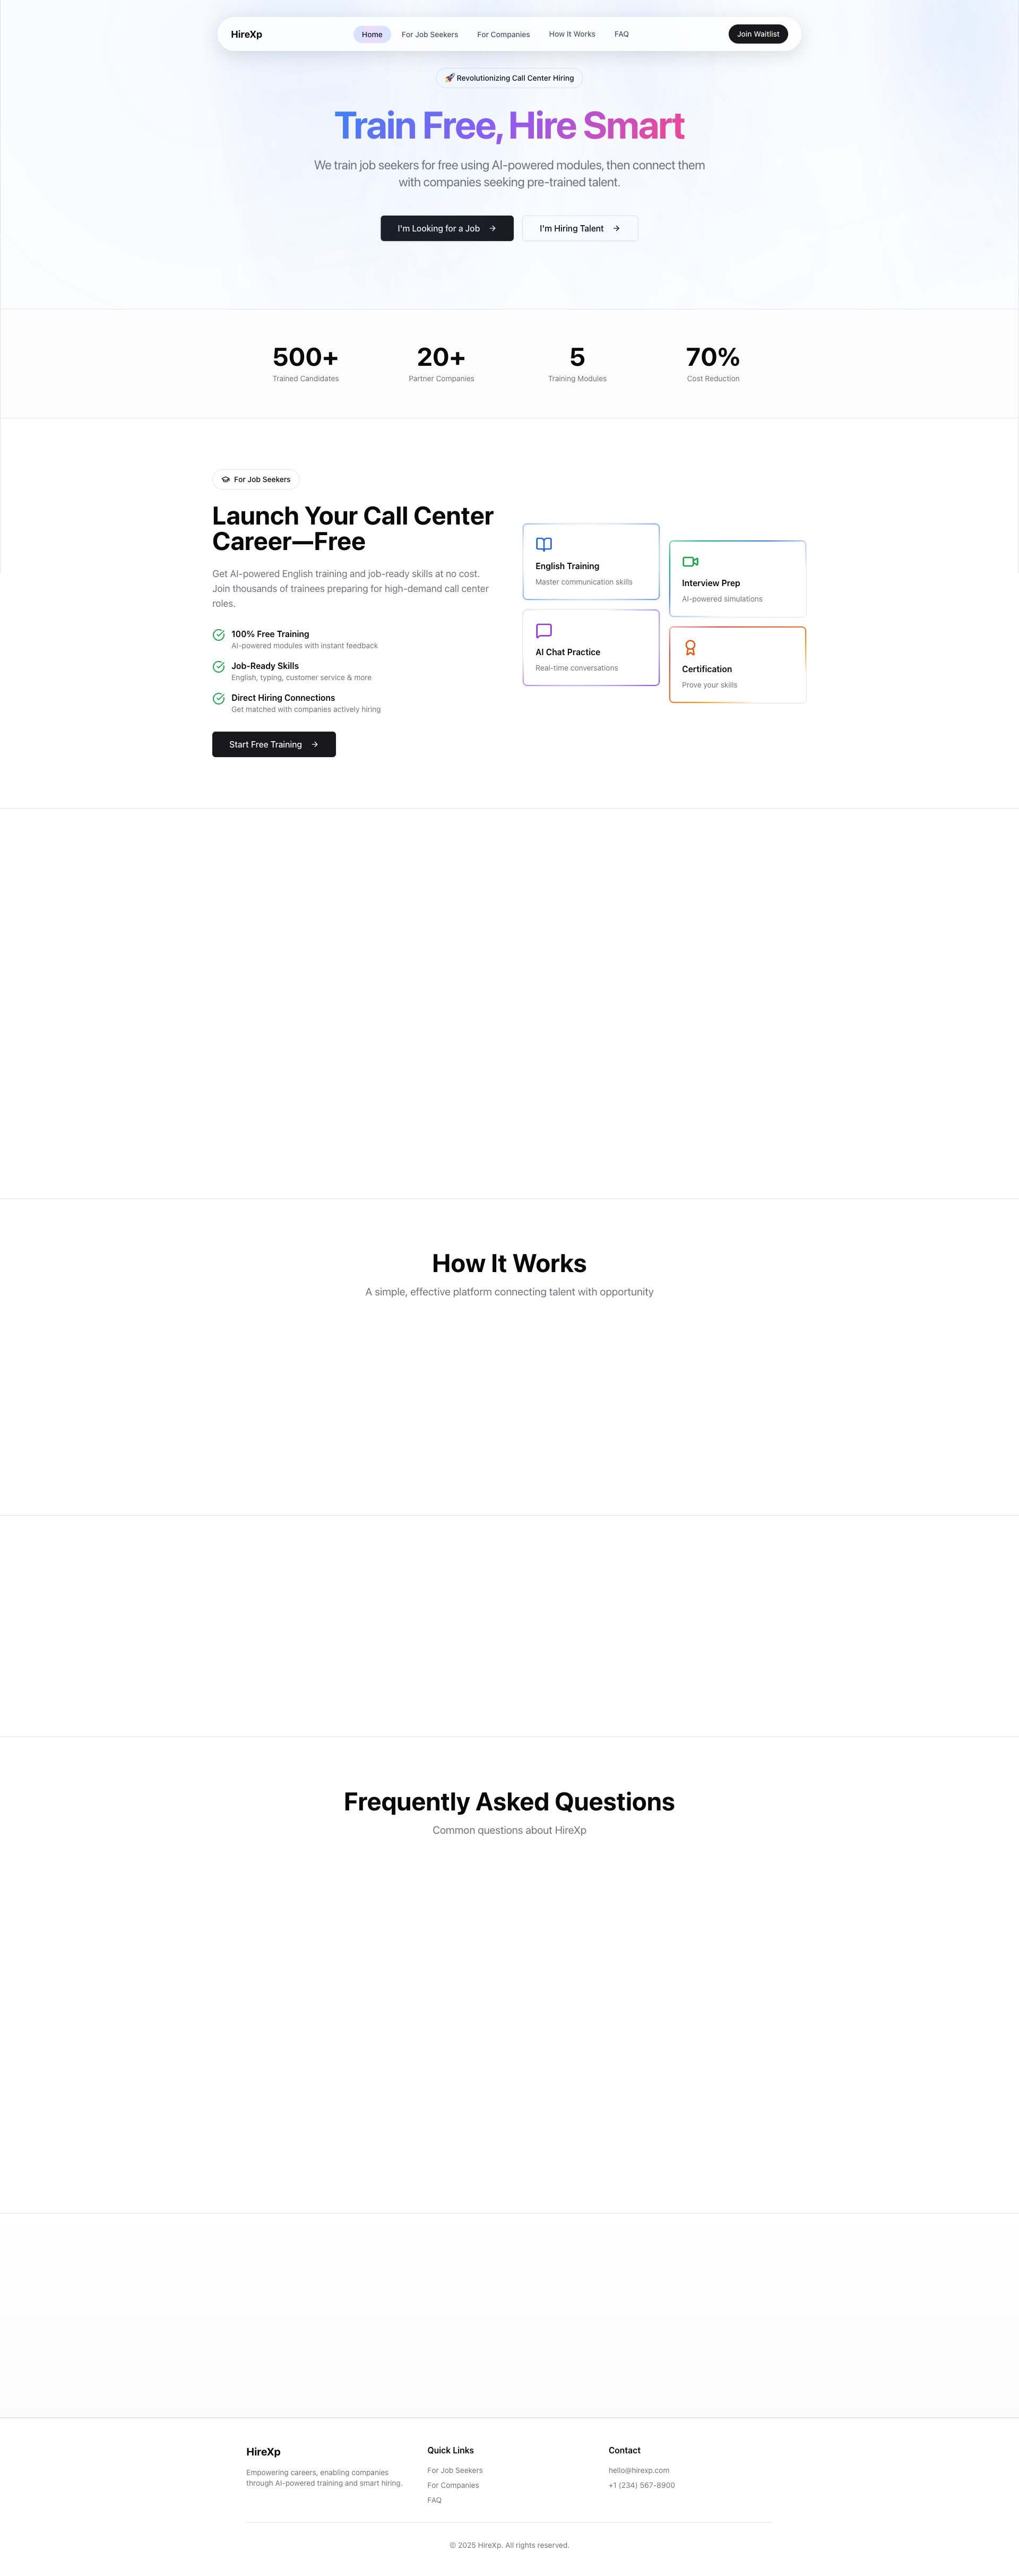 HireXp
Home
For Job Seekers
For Companies
How It Works
FAQ
Join Waitlist
🚀 Revolutionizing Call Center Hiring
Train Free, Hire Smart
We train job seekers for free using AI-powered modules, then connect them
with companies seeking pre-trained talent.
I'm Looking for a Job →
I'm Hiring Talent →
500+
Trained Candidates
20+
Partner Companies
5
Training Modules
70%
Cost Reduction
For Job Seekers
Launch Your Call Center
Career—Free
Get AI-powered English training and job-ready skills at no cost.
Join thousands of trainees preparing for high-demand call center
roles.
100% Free Training
AI-powered modules with instant feedback
Job-Ready Skills
English, typing, customer service & more
Direct Hiring Connections
Get matched with companies actively hiring
Start Free Training →
English Training
Master communication skills
Interview Prep
AI-powered simulations
AI Chat Practice
Real-time conversations
Certification
Prove your skills
How It Works
A simple, effective platform connecting talent with opportunity
Frequently Asked Questions
Common questions about HireXp
HireXp
Empowering careers, enabling companies
through AI-powered training and smart hiring.
Quick Links
For Job Seekers
For Companies
FAQ
Contact
hello@hirexp.com
+1 (234) 567-8900
© 2025 HireXp. All rights reserved.